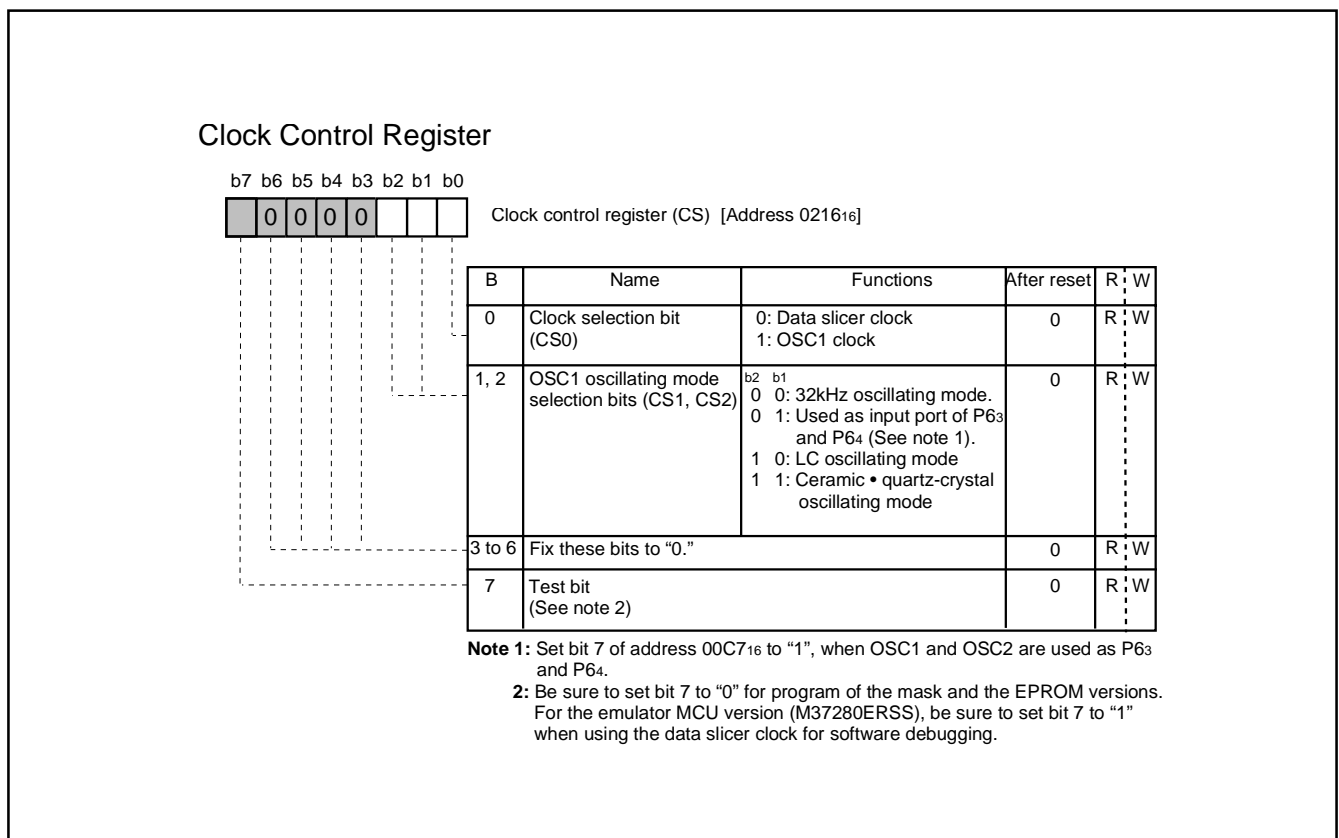 Clock Control Register
b7 b6 b5 b4 b3 b2 b1 b0
0 0 0 0
Clock control register (CS) [Address 021616]
B Name Functions After reset R W
0 Clock selection bit (CS0) 0: Data slicer clock 1: OSC1 clock 0 R W
1, 2 OSC1 oscillating mode selection bits (CS1, CS2) b2 b1
0 0: 32kHz oscillating mode.
0 1: Used as input port of P63 and P64 (See note 1).
1 0: LC oscillating mode
1 1: Ceramic • quartz-crystal oscillating mode
0 R W
3 to 6 Fix these bits to “0.” 0 R W
7 Test bit (See note 2) 0 R W
Note 1: Set bit 7 of address 00C716 to “1”, when OSC1 and OSC2 are used as P63
and P64.
2: Be sure to set bit 7 to “0” for program of the mask and the EPROM versions.
For the emulator MCU version (M37280ERSS), be sure to set bit 7 to “1”
when using the data slicer clock for software debugging.